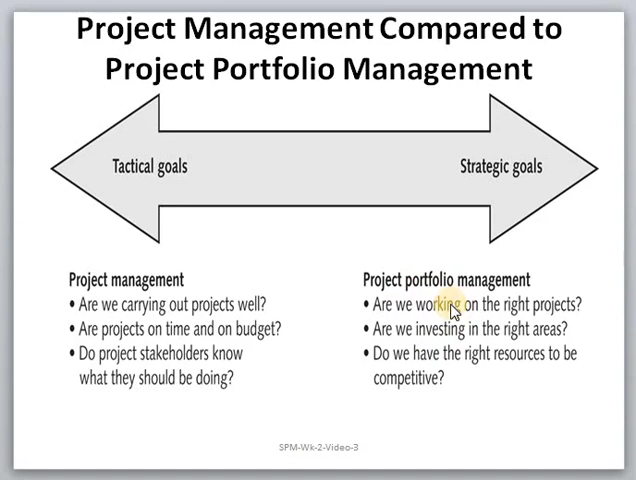 Project Management Compared to
Project Portfolio Management
Tactical goals
Strategic goals
Project management
• Are we carrying out projects well?
• Are projects on time and on budget?
• Do project stakeholders know
what they should be doing?
Project portfolio management
• Are we working on the right projects?
• Are we investing in the right areas?
• Do we have the right resources to be
competitive?
SPM-Wk-2-Video-3